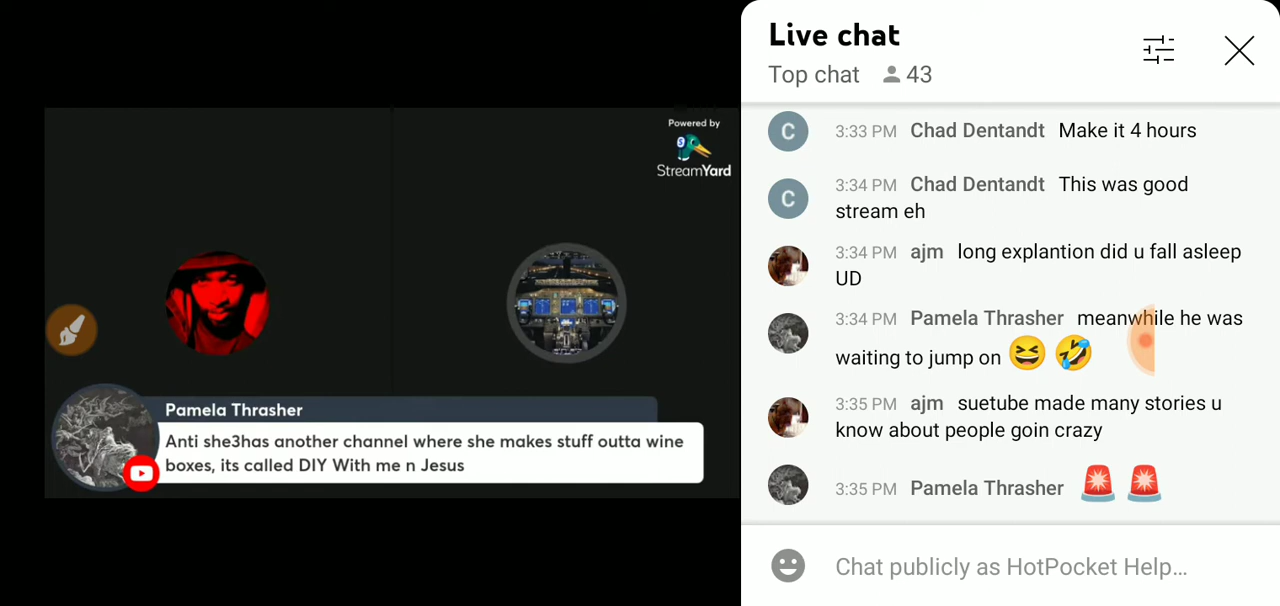 Powered by
StreamYard
Pamela Thrasher
Anti she3has another channel where she makes stuff outta wine
boxes, its called DIY With me n Jesus
Live chat
Top chat 43
C 3:33 PM Chad Dentandt Make it 4 hours
C 3:34 PM Chad Dentandt This was good
stream eh
3:34 PM ajm long explantion did u fall asleep
UD
3:34 PM Pamela Thrasher meanwhile he was
waiting to jump on 😆 🤣
3:35 PM ajm suetube made many stories u
know about people goin crazy
3:35 PM Pamela Thrasher 🚨 🚨
Chat publicly as HotPocket Help...